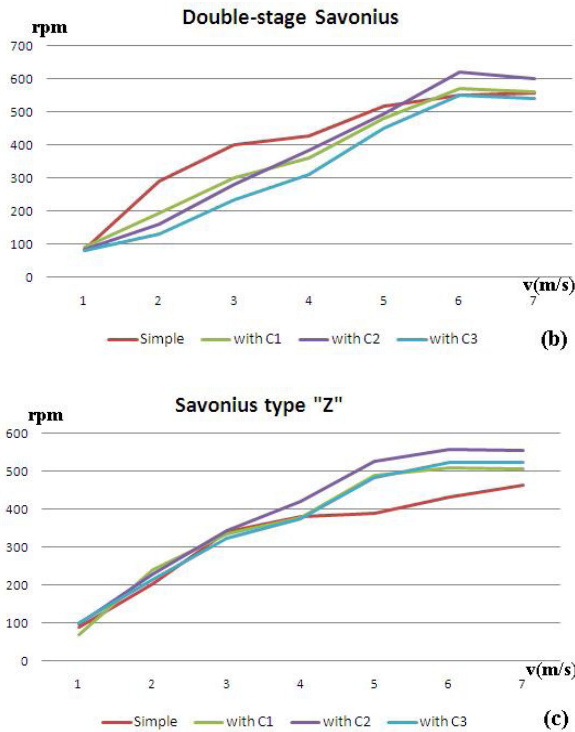 Double-stage Savonius
rpm
700
600
500
400
300
200
100
0
1 2 3 4 5 6 7
v(m/s)
Simple with C1 with C2 with C3
(b)
Savonius type "Z"
rpm
600
500
400
300
200
100
0
1 2 3 4 5 6 7
v(m/s)
Simple with C1 with C2 with C3
(c)